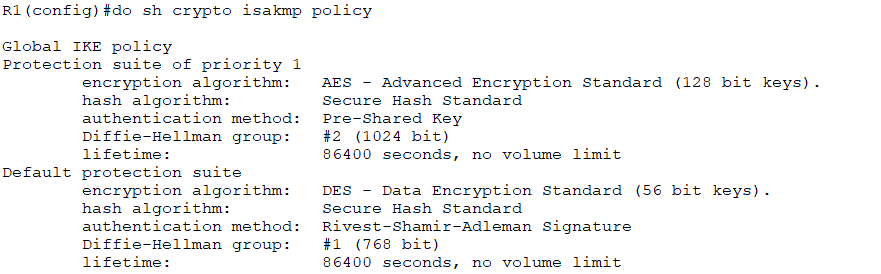 R1(config)#do sh crypto isakmp policy
Global IKE policy
Protection suite of priority 1
encryption algorithm: AES - Advanced Encryption Standard (128 bit keys).
hash algorithm: Secure Hash Standard
authentication method: Pre-Shared Key
Diffie-Hellman group: #2 (1024 bit)
lifetime: 86400 seconds, no volume limit
Default protection suite
encryption algorithm: DES - Data Encryption Standard (56 bit keys).
hash algorithm: Secure Hash Standard
authentication method: Rivest-Shamir-Adleman Signature
Diffie-Hellman group: #1 (768 bit)
lifetime: 86400 seconds, no volume limit